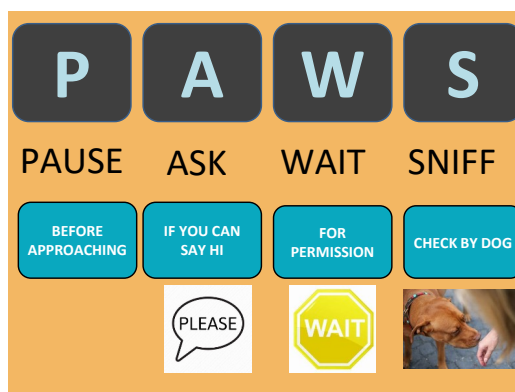 P A W S
PAUSE ASK WAIT SNIFF
BEFORE
APPROACHING
IF YOU CAN
SAY HI
FOR
PERMISSION
CHECK BY DOG
PLEASE
WAIT